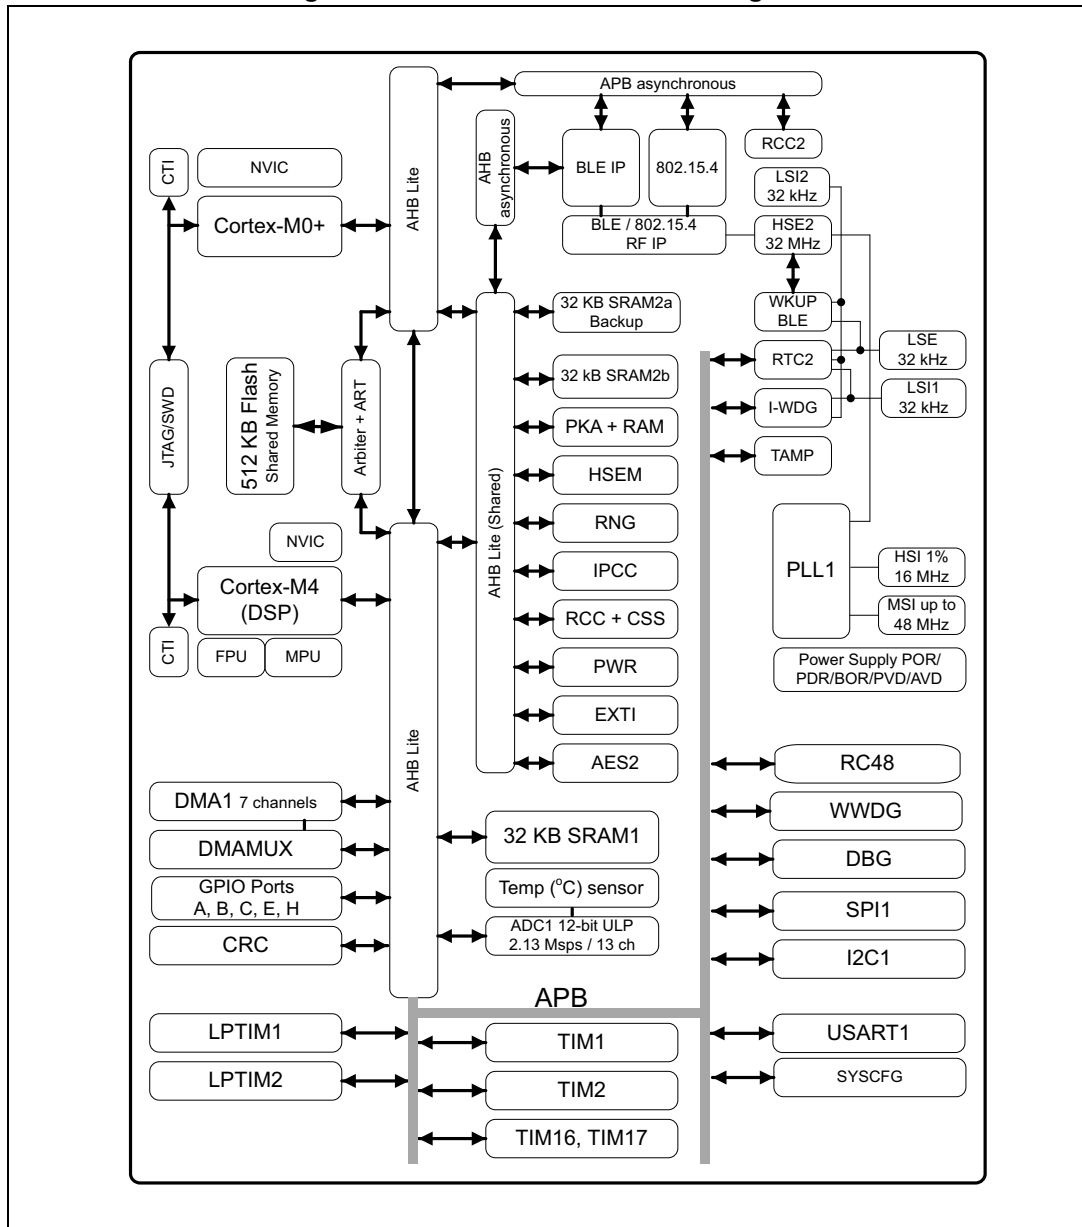 APB asynchronous
AHB Lite
AHB
asynchronous
BLE IP
802.15.4
RCC2
CTI
NVIC
LSI2
32 kHz
Cortex-M0+
BLE / 802.15.4
RF IP
HSE2
32 MHz
32 KB SRAM2a
Backup
WKUP
BLE
LSE
32 kHz
RTC2
JTAG/SWD
512 KB Flash
Shared Memory
Arbiter + ART
32 kB SRAM2b
LSI1
32 kHz
I-WDG
PKA + RAM
TAMP
AHB Lite (Shared)
HSEM
RNG
NVIC
IPCC
PLL1
HSI 1%
16 MHz
Cortex-M4
(DSP)
RCC + CSS
MSI up to
48 MHz
CTI
FPU
MPU
PWR
Power Supply POR/
PDR/BOR/PVD/AVD
EXTI
AHB Lite
AES2
RC48
DMA1 7 channels
WWDG
DMAMUX
32 KB SRAM1
DBG
GPIO Ports
A, B, C, E, H
Temp (°C) sensor
SPI1
CRC
ADC1 12-bit ULP
2.13 Msps / 13 ch
I2C1
APB
LPTIM1
TIM1
USART1
LPTIM2
TIM2
SYSCFG
TIM16, TIM17